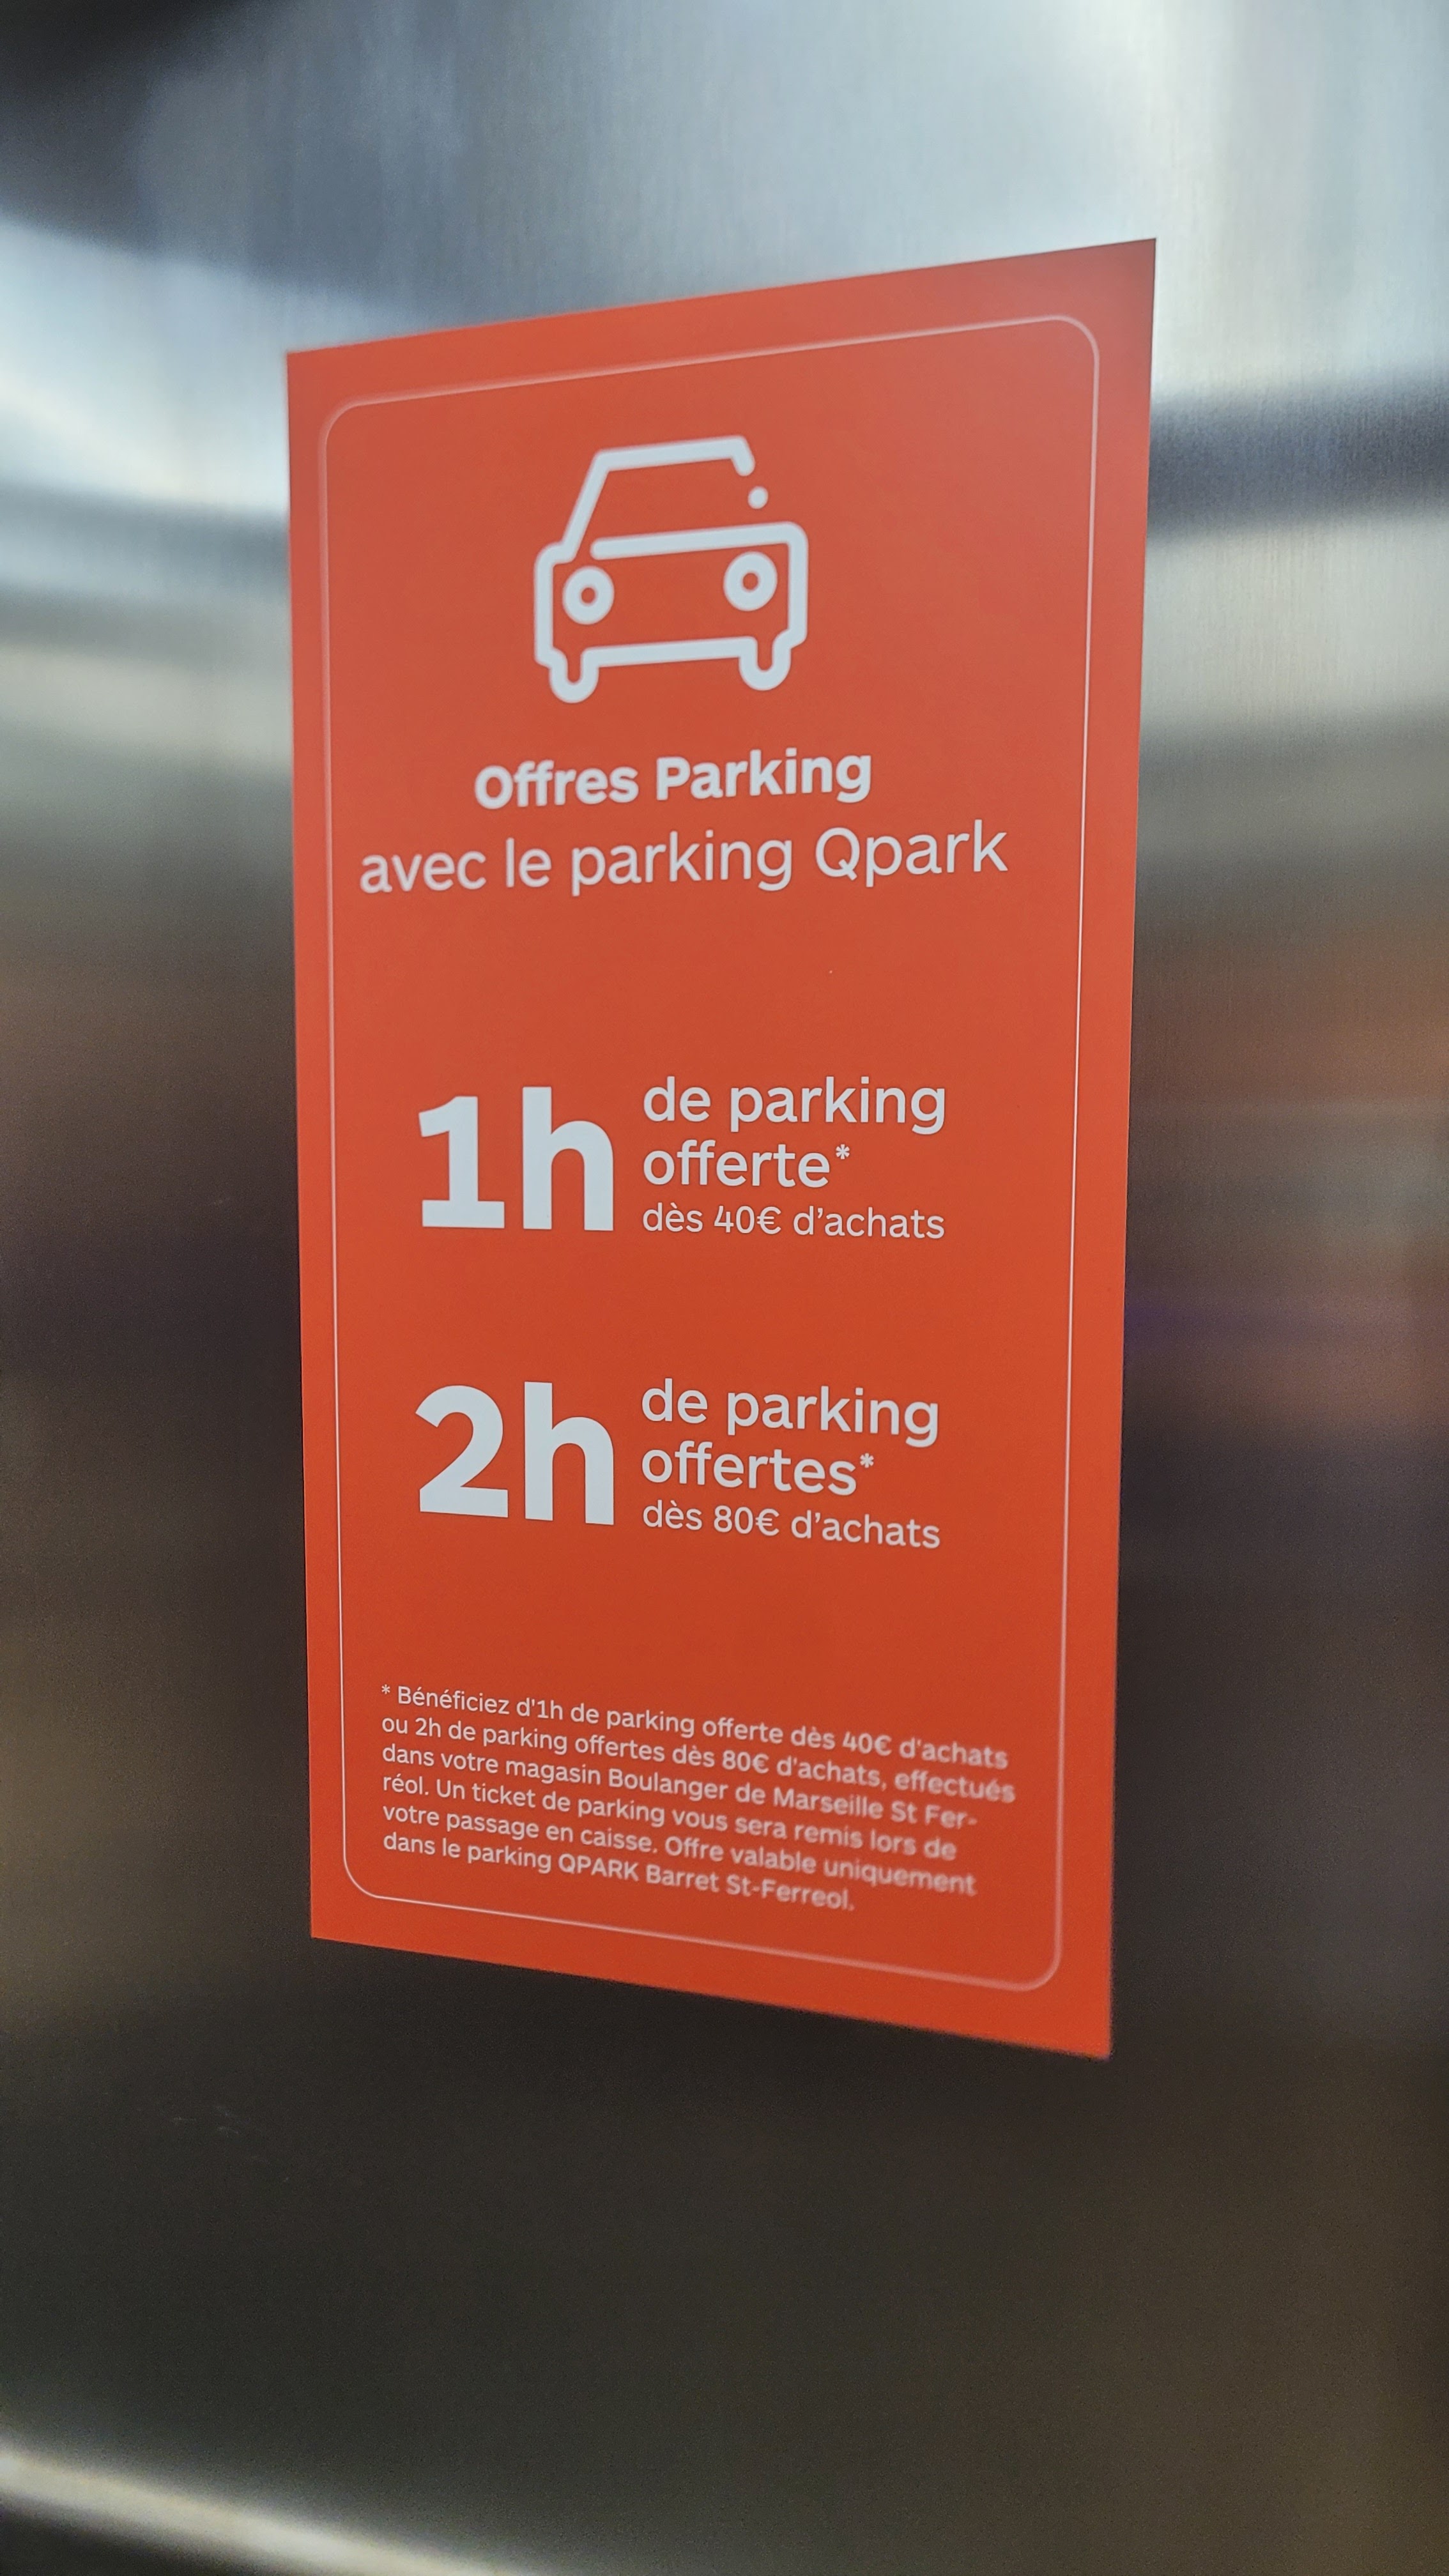 Offres Parking
avec le parking Qpark
1h
de parking
offerte*
dès 40€ d'achats
2h
de parking
offertes*
dès 80€ d'achats
* Bénéficiez d'1h de parking offerte dès 40€ d'achats
ou 2h de parking offertes dès 80€ d'achats, effectués
dans votre magasin Boulanger de Marseille St Fer-
réol. Un ticket de parking vous sera remis lors de
votre passage en caisse. Offre valable uniquement
dans le parking QPARK Barret St-Ferreol.